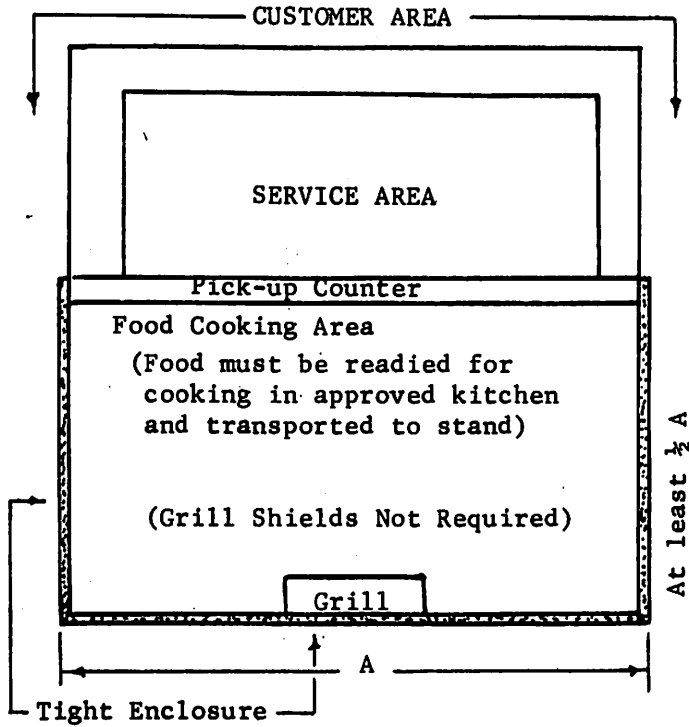 CUSTOMER AREA
SERVICE AREA
Pick-up Counter
Food Cooking Area
(Food must be readied for
cooking in approved kitchen
and transported to stand)
(Grill Shields Not Required)
At least ½ A
Grill
A
Tight Enclosure